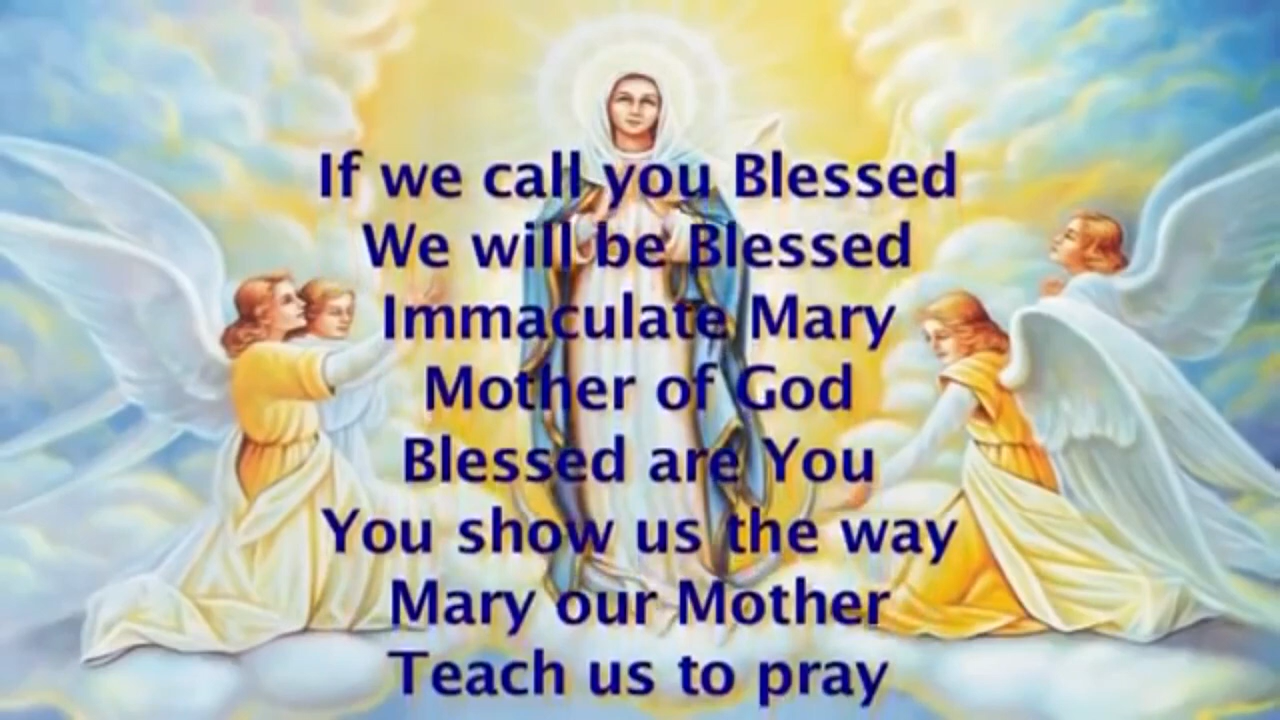 If we call you Blessed
We will be Blessed
Immaculate Mary
Mother of God
Blessed are You
You show us the way
Mary our Mother
Teach us to pray